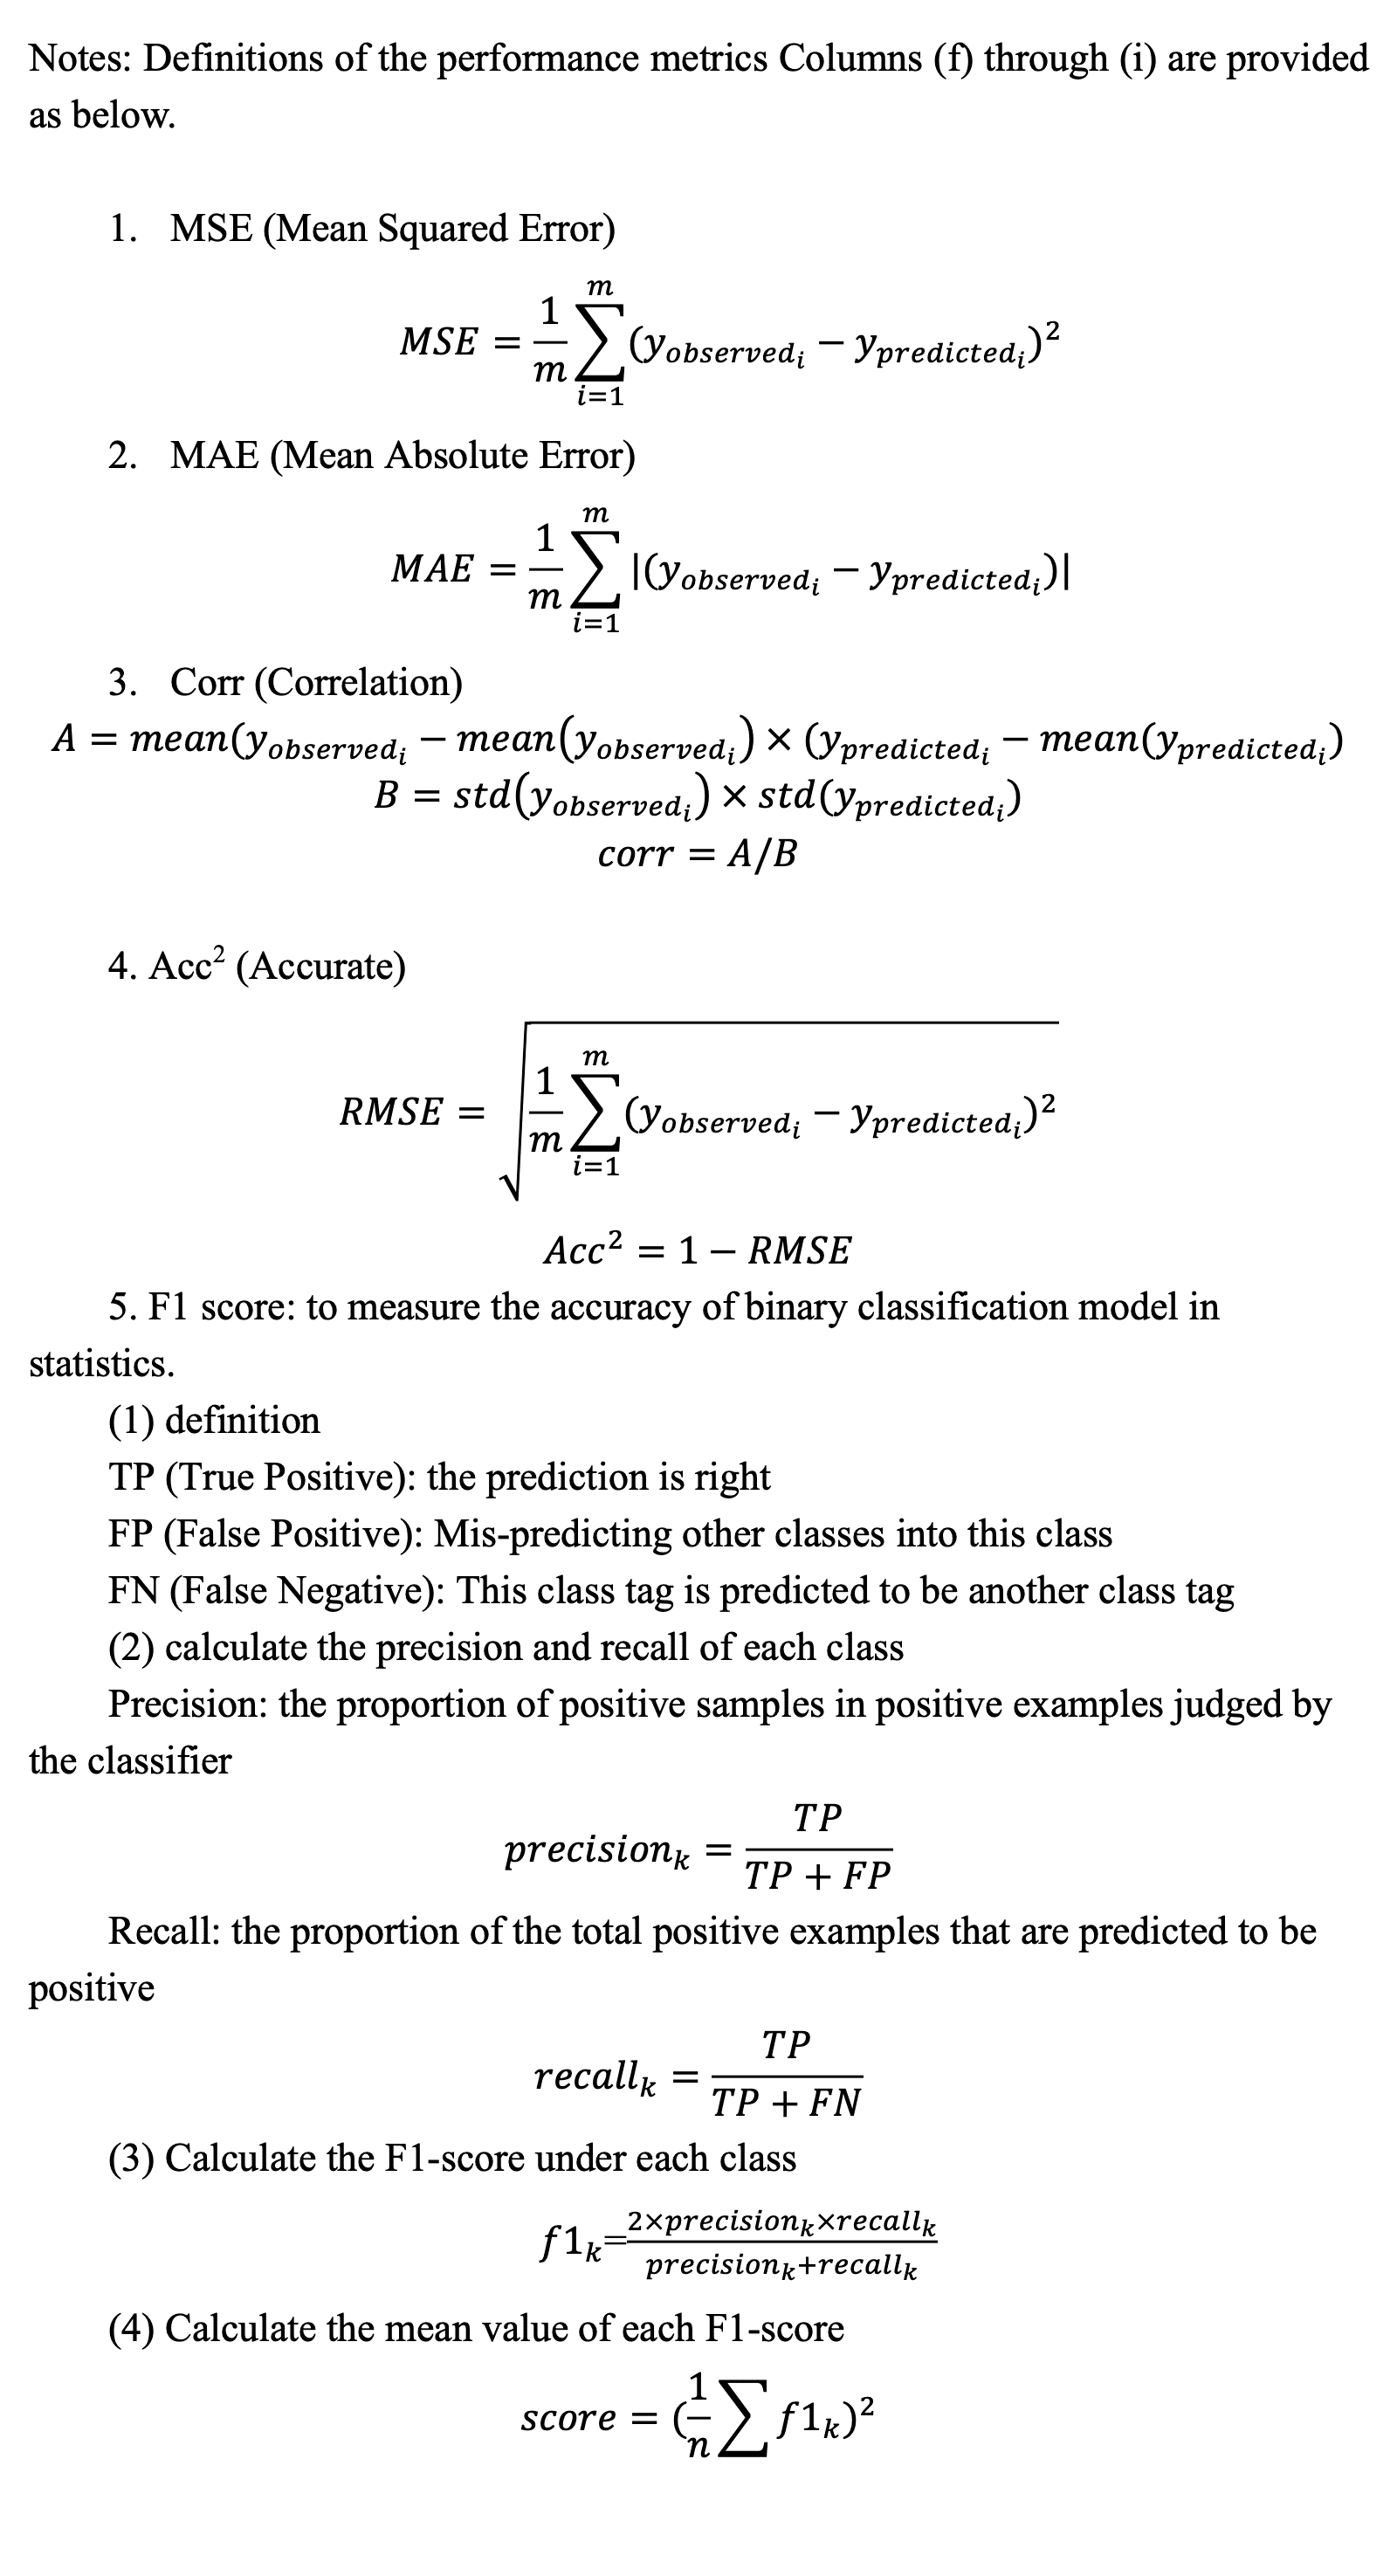 Notes: Definitions of the performance metrics Columns (f) through (i) are provided
as below.
1. MSE (Mean Squared Error)
$MSE = \frac{1}{m}\sum_{i=1}^{m}(y_{observed_i} - y_{predicted_i})^2$
2. MAE (Mean Absolute Error)
$MAE = \frac{1}{m}\sum_{i=1}^{m}|(y_{observed_i} - y_{predicted_i})|$
3. Corr (Correlation)
$A = mean(y_{observed_i} - mean(y_{observed_i}) \times (y_{predicted_i} - mean(y_{predicted_i})$
$B = std(y_{observed_i}) \times std(y_{predicted_i})$
$corr = A/B$
4. Acc² (Accurate)
$RMSE = \sqrt{\frac{1}{m}\sum_{i=1}^{m}(y_{observed_i} - y_{predicted_i})^2}$
$Acc^2 = 1 - RMSE$
5. F1 score: to measure the accuracy of binary classification model in
statistics.
(1) definition
TP (True Positive): the prediction is right
FP (False Positive): Mis-predicting other classes into this class
FN (False Negative): This class tag is predicted to be another class tag
(2) calculate the precision and recall of each class
Precision: the proportion of positive samples in positive examples judged by
the classifier
$precision_k = \frac{TP}{TP + FP}$
Recall: the proportion of the total positive examples that are predicted to be
positive
$recall_k = \frac{TP}{TP + FN}$
(3) Calculate the F1-score under each class
$f1_k = \frac{2 \times precision_k \times recall_k}{precision_k + recall_k}$
(4) Calculate the mean value of each F1-score
$score = (\frac{1}{n}\sum f1_k)^2$